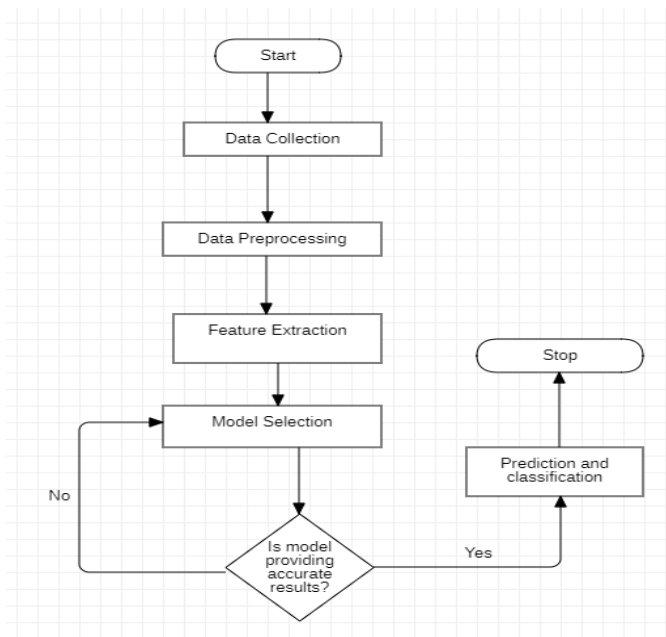 Start
Data Collection
Data Preprocessing
Feature Extraction
Model Selection
No
Is model
providing
accurate
results?
Yes
Prediction and
classification
Stop